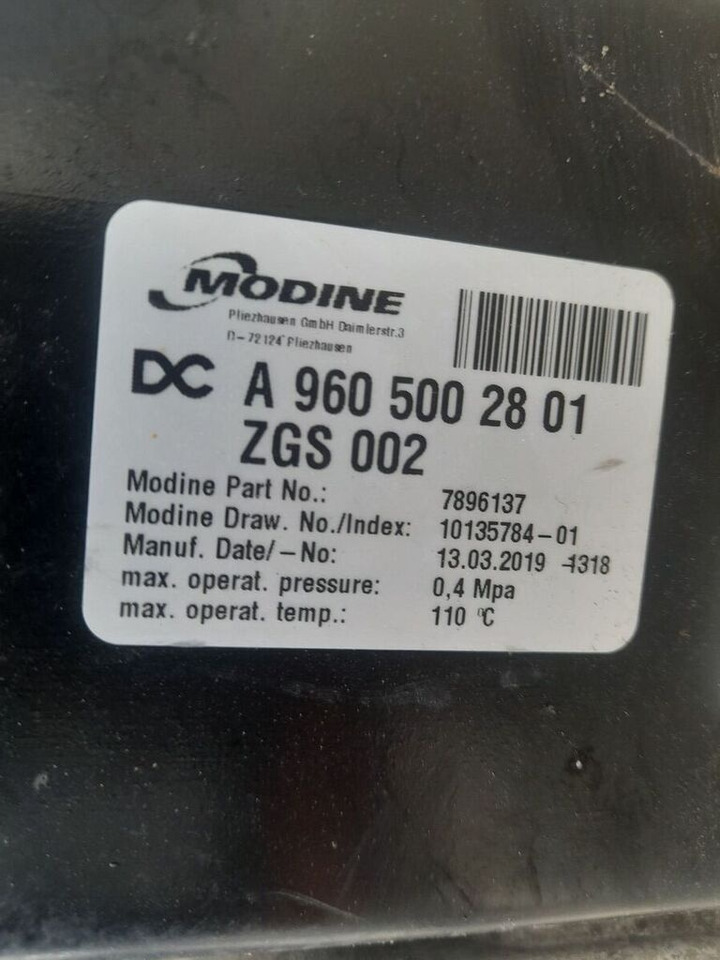 MODINE
Pliezhausen GmbH Daimlerstr.3
D-72124 Pliezhausen
DC A 960 500 28 01
ZGS 002
Modine Part No.: 7896137
Modine Draw. No./Index: 10135784-01
Manuf. Date/-No: 13.03.2019 -1318
max. operat. pressure: 0,4 Mpa
max. operat. temp.: 110 °C